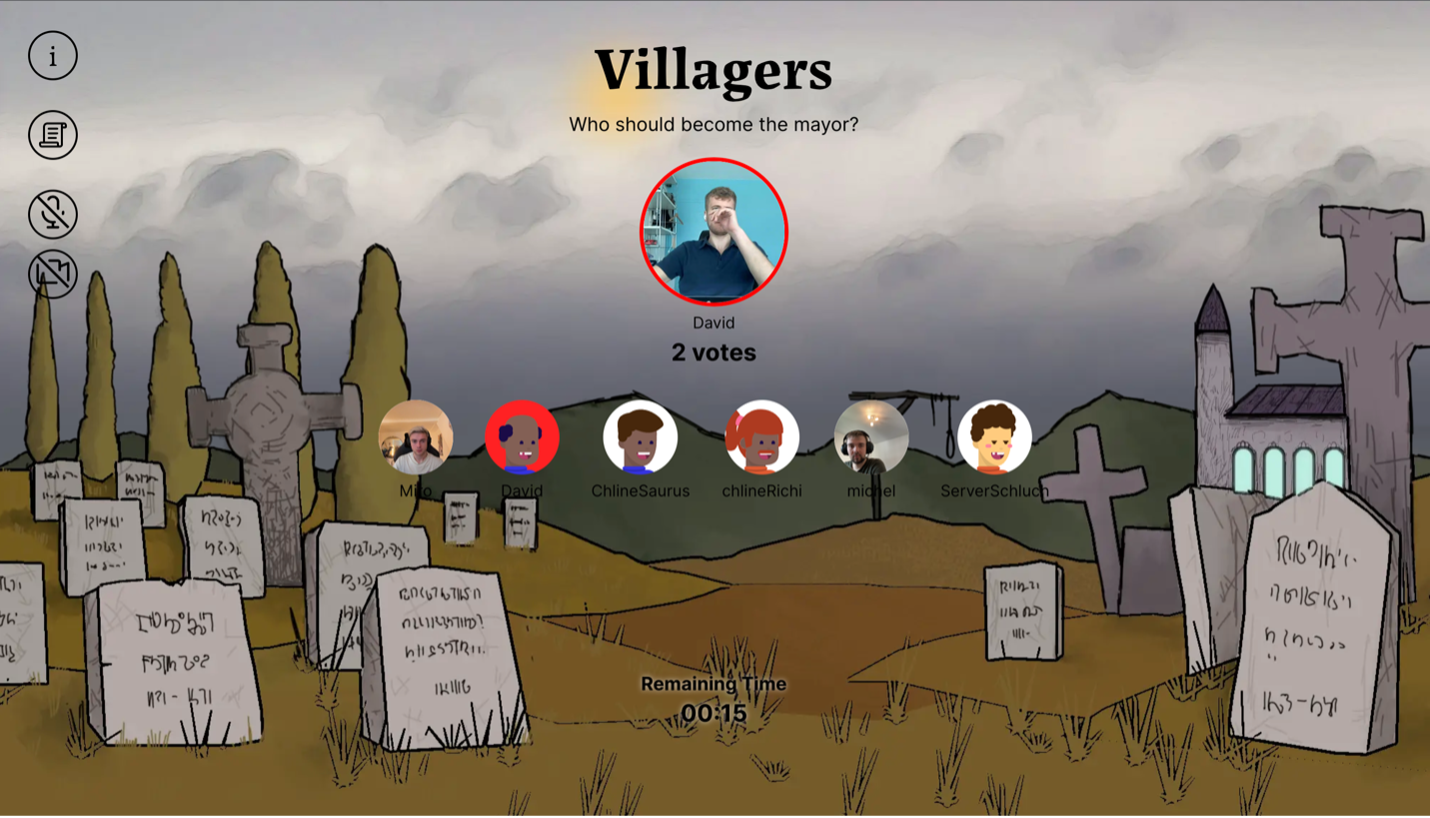 i
Villagers
Who should become the mayor?
David
2 votes
David
ChlineSaurus
chlineRichi
michel
ServerSchluch
Remaining Time
00:15